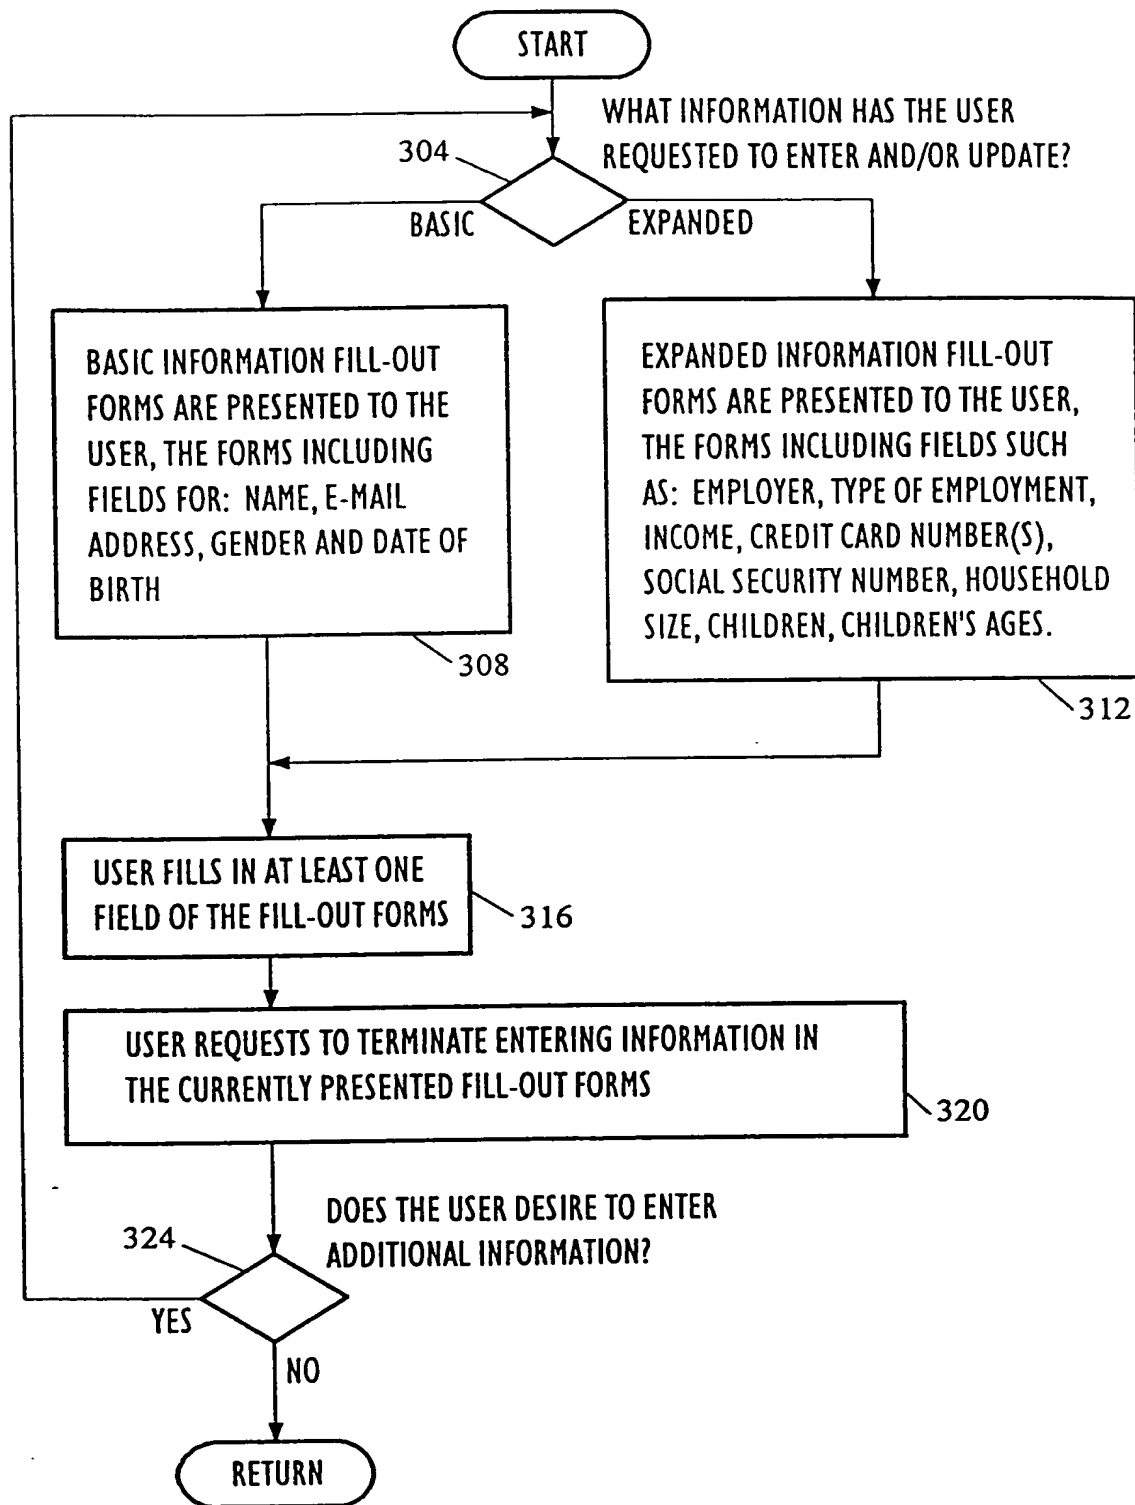 START
WHAT INFORMATION HAS THE USER
REQUESTED TO ENTER AND/OR UPDATE?
304
BASIC
EXPANDED
BASIC INFORMATION FILL-OUT
FORMS ARE PRESENTED TO THE
USER, THE FORMS INCLUDING
FIELDS FOR: NAME, E-MAIL
ADDRESS, GENDER AND DATE OF
BIRTH
308
EXPANDED INFORMATION FILL-OUT
FORMS ARE PRESENTED TO THE USER,
THE FORMS INCLUDING FIELDS SUCH
AS: EMPLOYER, TYPE OF EMPLOYMENT,
INCOME, CREDIT CARD NUMBER(S),
SOCIAL SECURITY NUMBER, HOUSEHOLD
SIZE, CHILDREN, CHILDREN'S AGES.
312
USER FILLS IN AT LEAST ONE
FIELD OF THE FILL-OUT FORMS
316
USER REQUESTS TO TERMINATE ENTERING INFORMATION IN
THE CURRENTLY PRESENTED FILL-OUT FORMS
320
DOES THE USER DESIRE TO ENTER
ADDITIONAL INFORMATION?
324
YES
NO
RETURN